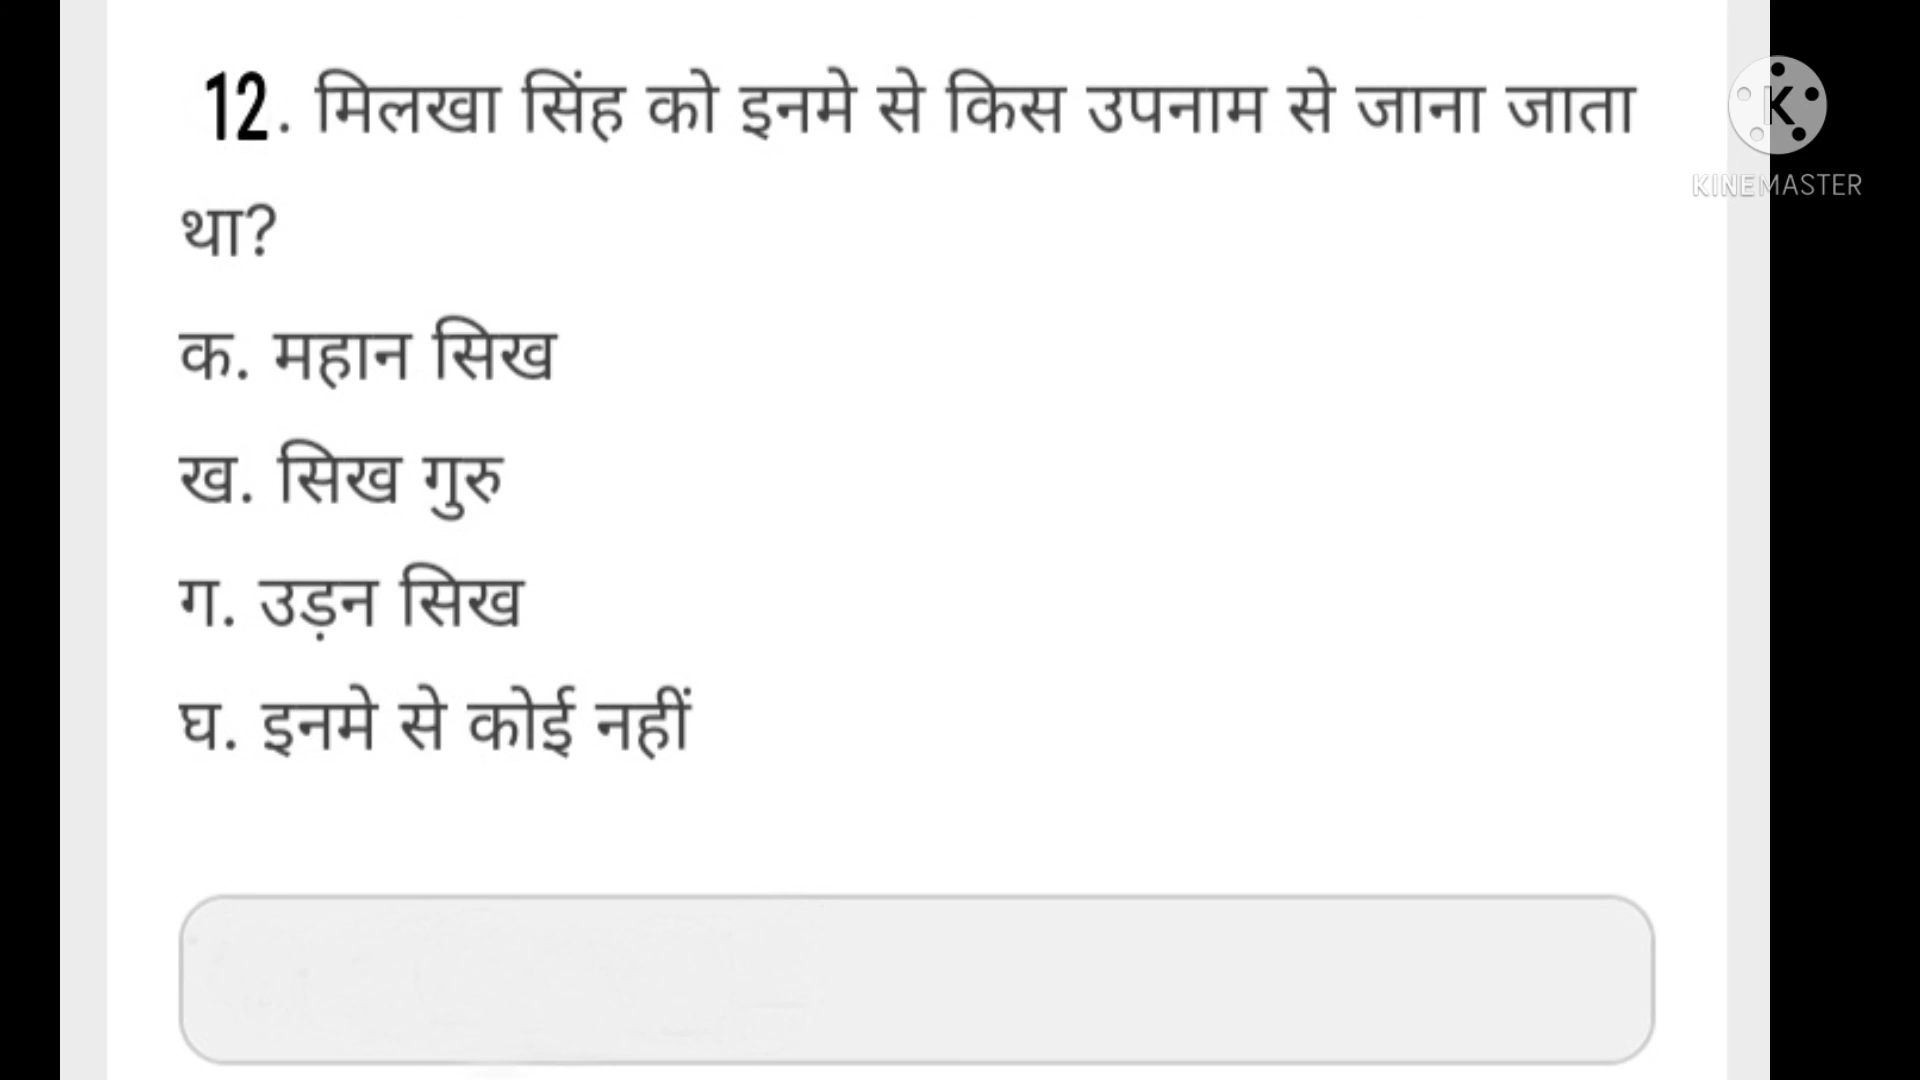 12. मिलखा सिंह को इनमे से किस उपनाम से जाना जाता
था?
क. महान सिख
ख. सिख गुरु
ग. उड़न सिख
घ. इनमे से कोई नहीं
K
KINEMASTER